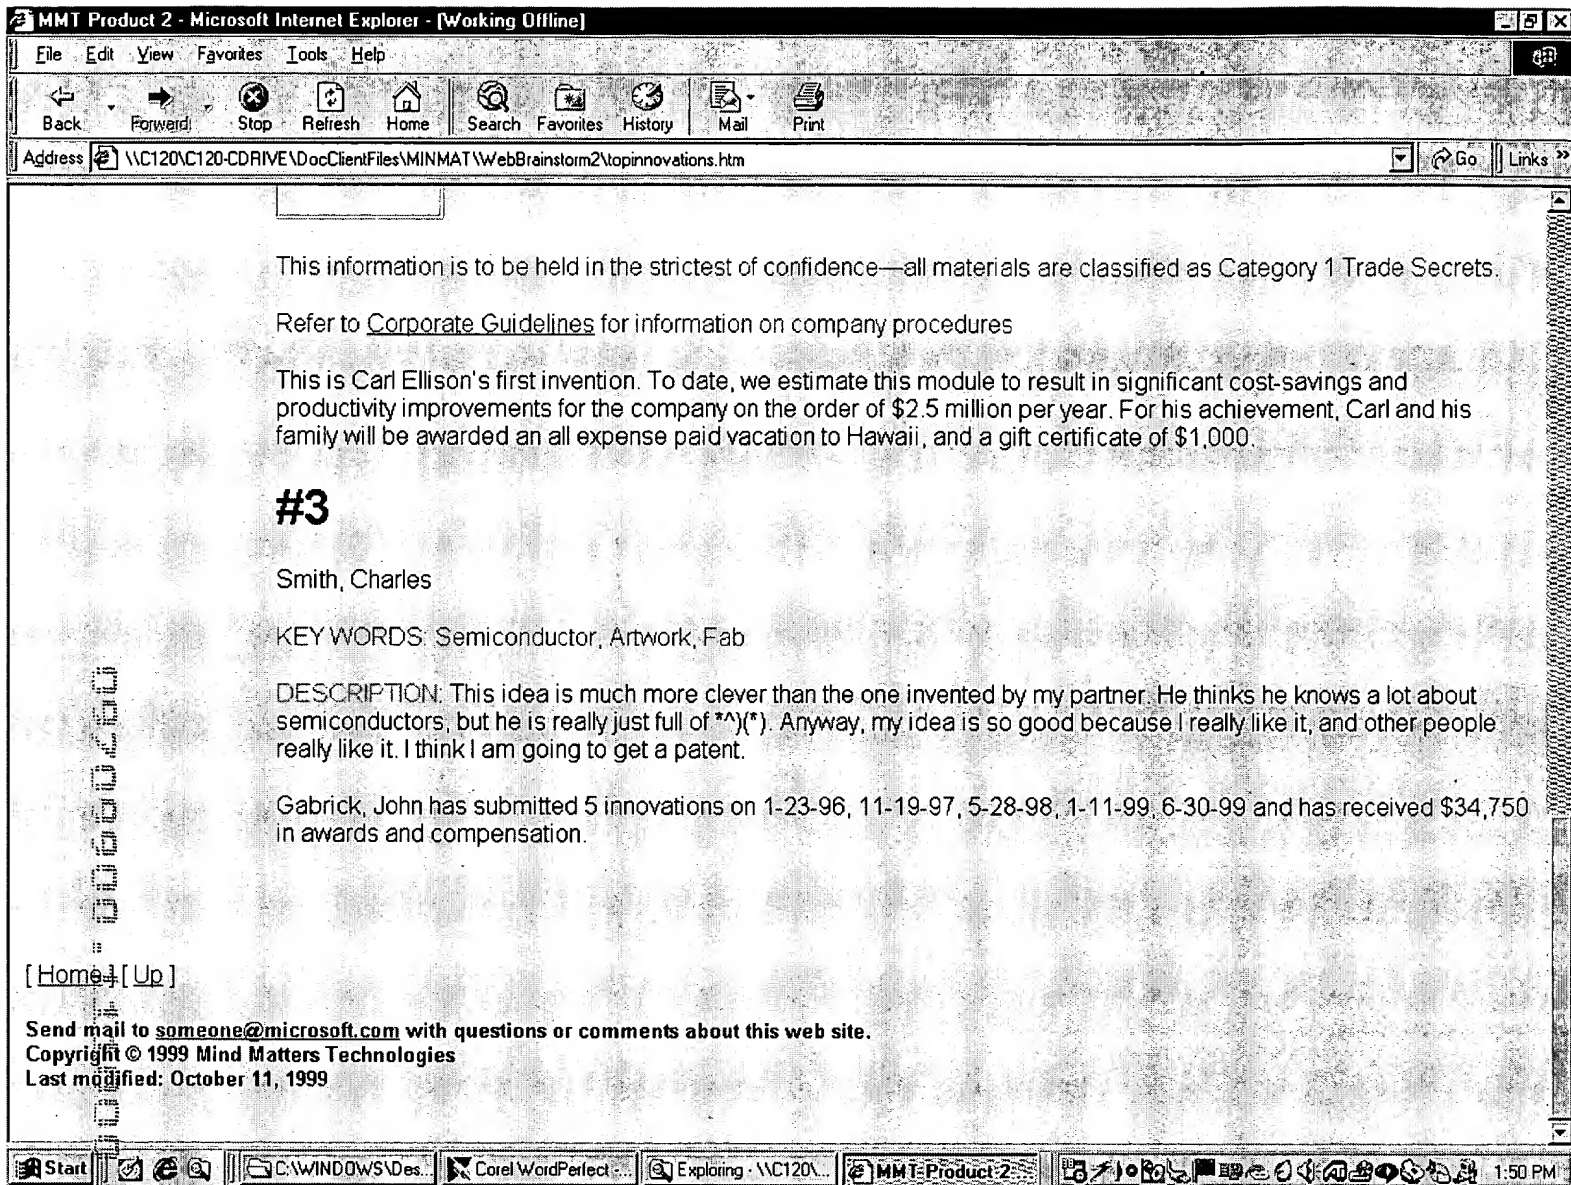 MMT Product 2 - Microsoft Internet Explorer - [Working Offline]
File Edit View Favorites Tools Help
Back Forward Stop Refresh Home Search Favorites History Mail Print
Address \\C120\C120-CDRIVE\DocClientFiles\MINMAT\WebBrainstorm2\topinnovations.htm Go Links »
This information is to be held in the strictest of confidence—all materials are classified as Category 1 Trade Secrets.
Refer to Corporate Guidelines for information on company procedures
This is Carl Ellison's first invention. To date, we estimate this module to result in significant cost-savings and
productivity improvements for the company on the order of $2.5 million per year. For his achievement, Carl and his
family will be awarded an all expense paid vacation to Hawaii, and a gift certificate of $1,000.
#3
Smith, Charles
KEY WORDS: Semiconductor, Artwork, Fab
DESCRIPTION: This idea is much more clever than the one invented by my partner. He thinks he knows a lot about
semiconductors, but he is really just full of *^)(*). Anyway, my idea is so good because I really like it, and other people
really like it. I think I am going to get a patent.
Gabrick, John has submitted 5 innovations on 1-23-96, 11-19-97, 5-28-98, 1-11-99, 6-30-99 and has received $34,750
in awards and compensation.
[ Home ] [ Up ]
Send mail to someone@microsoft.com with questions or comments about this web site.
Copyright © 1999 Mind Matters Technologies
Last modified: October 11, 1999
Start C:\WINDOWS\Des... Corel WordPerfect ... Exploring - \\C120\... MMT Product 2... 1:50 PM